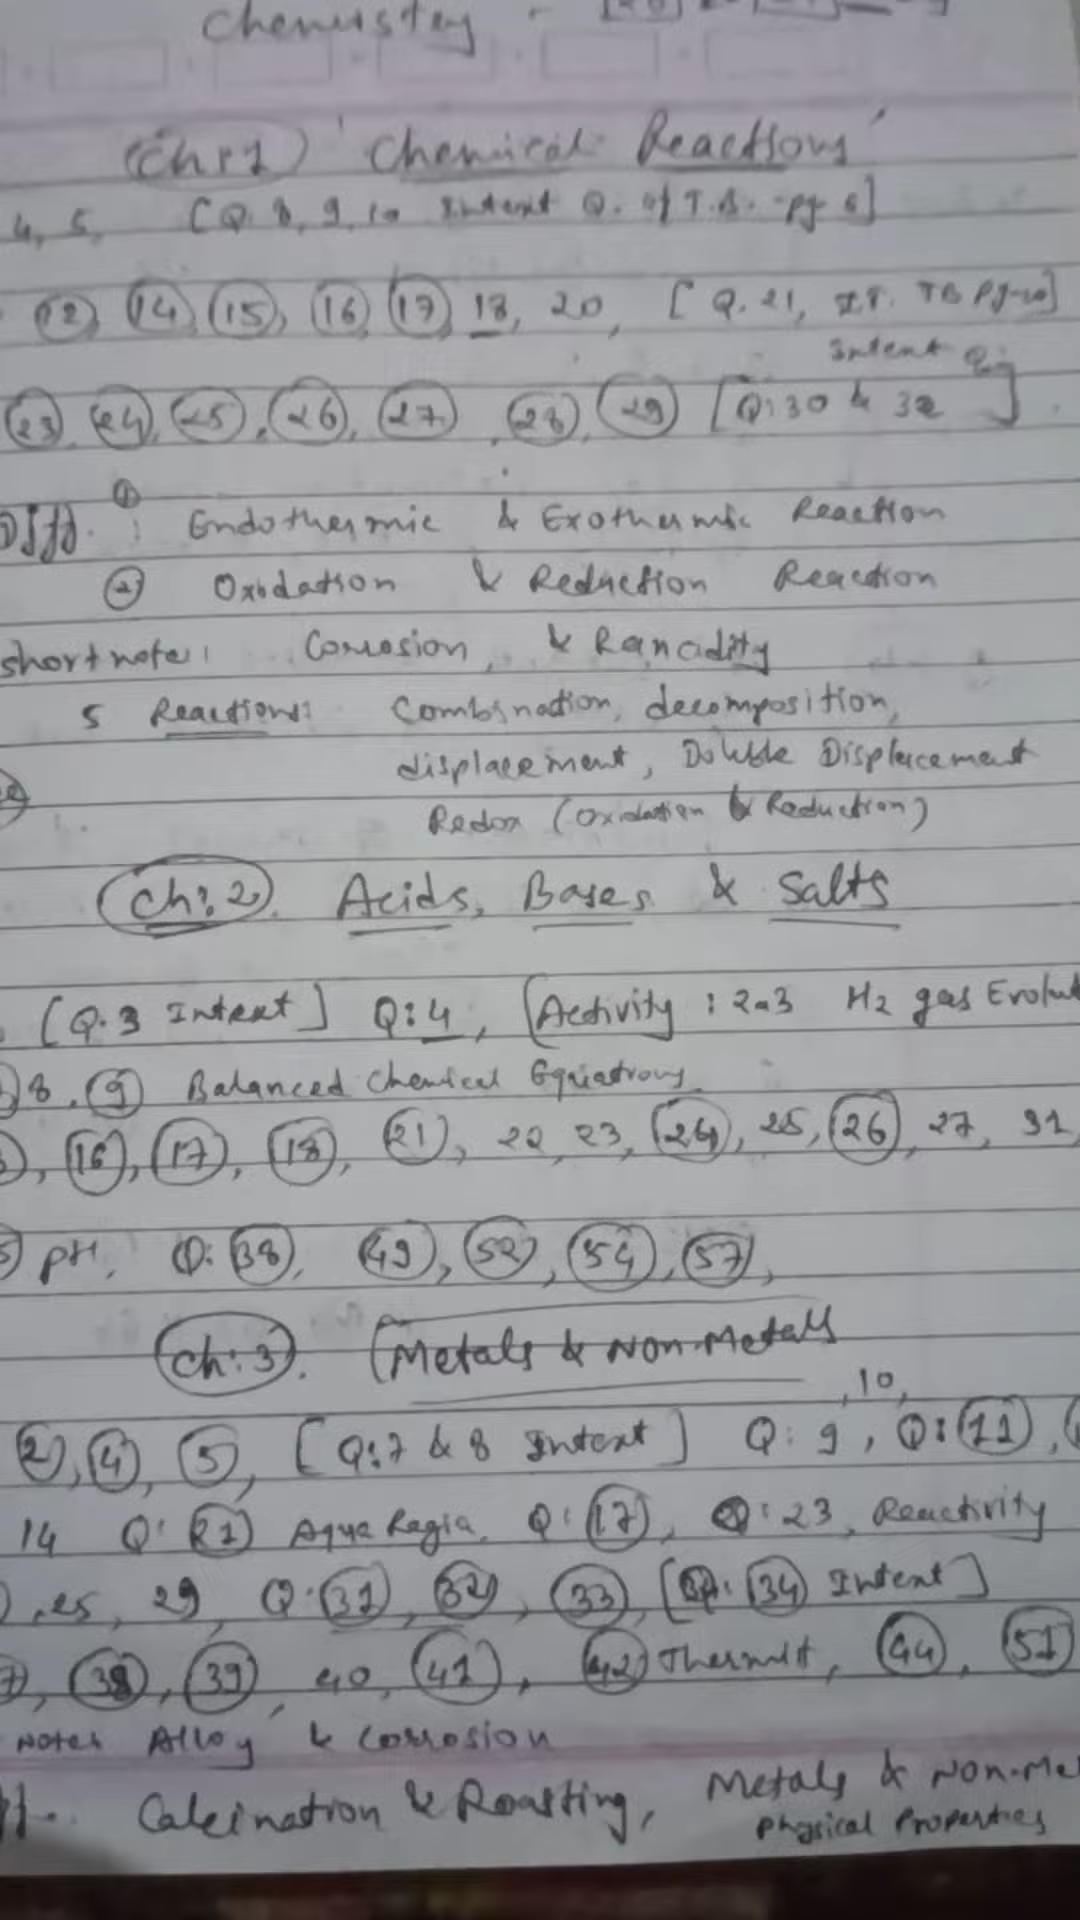 Chemistry -
Ch:1 'Chemical Reactions'
4, 5, [Q. 8, 9, 10 Intext Q. of T.B. -pg 6]
12, 14, 15, 16, 17, 18, 20, [Q. 21, I.T. TB Pg-10]
Intext Q:
23, 24, 25, 26, 27, 28, 29 [Q:30 & 32]
Diff. : ① Endothermic & Exothermic Reaction
② Oxidation & Reduction Reaction
short note: Corrosion, & Rancidity
5 Reactions: Combination, decomposition,
displacement, Double Displacement
Redox (Oxidation & Reduction)
Ch:2. Acids, Bases & Salts
[Q.3 Intext] Q:4, [Activity : 2.3 H2 gas
8, 9 Balanced Chemical Equations
16, 17, 18, 21, 22, 23, 24, 25, 26, 27, 31,
pH, Q: 38, 49, 52, 54, 57,
Ch:3. Metals & Non-Metals
, 10,
2, 4, 5, [Q:7 & 8 Intext] Q: 9, Q: 11,
14 Q: 21 Aqua Regia, Q: 17, Q: 23, Reactivity
, 25, 29, Q: 31, 32, 33, [Q: 34 Intext]
38, 39, 40, 41, 42 Thermit, 44, 51
Notes Alloy & Corrosion
Calcination & Roasting, Metals & Non-Me
Physical Properties